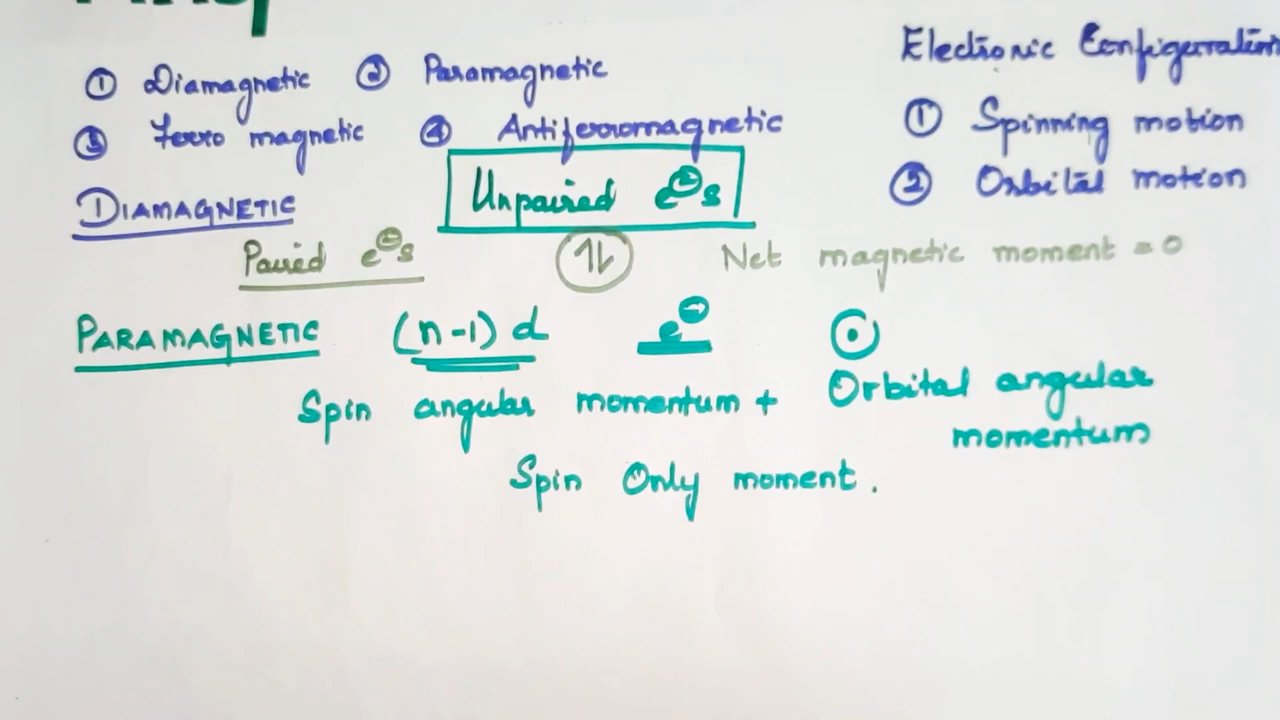 ① Diamagnetic ② Paramagnetic
③ Ferro magnetic ④ Antiferromagnetic
Electronic Configuration
① Spinning motion
② Orbital motion
DIAMAGNETIC
Unpaired e⊖s
Paired e⊖s ↑↓ Net magnetic moment = 0
PARAMAGNETIC (n-1) d e⊖
Spin angular momentum + Orbital angular
momentum
Spin Only moment.